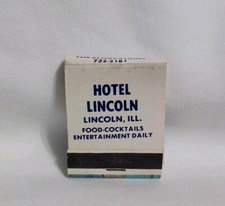 732-2181
HOTEL
LINCOLN
LINCOLN, ILL.
FOOD-COCKTAILS
ENTERTAINMENT DAILY